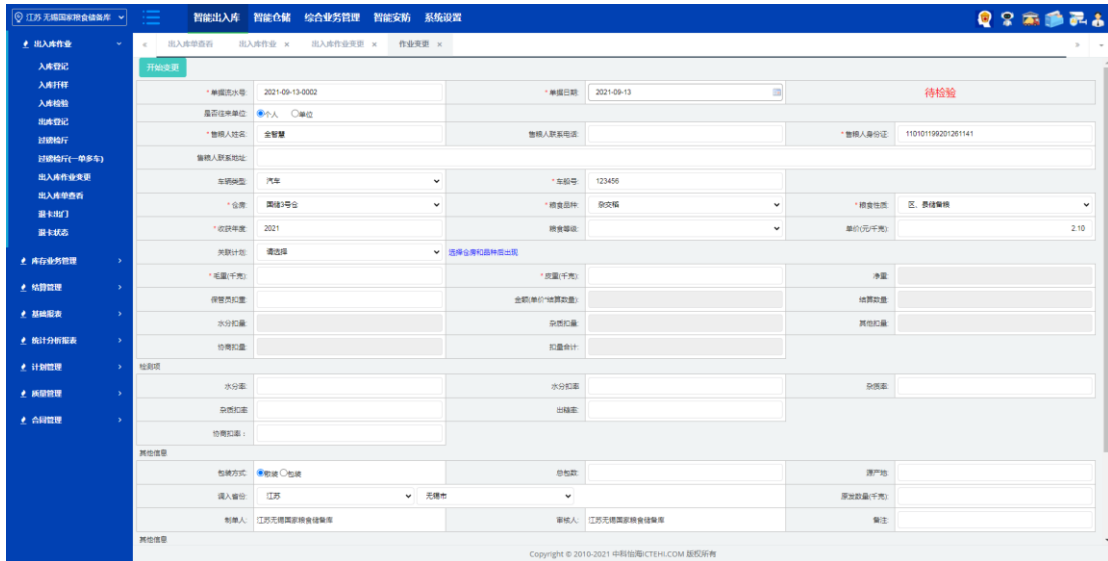 江苏 无锡国家粮食储备库
智能出入库 智能仓储 综合业务管理 智能安防 系统设置
出入库作业
入库登记
入库扦样
入库检验
出库登记
过磅检斤
过磅检斤(一单多车)
出入库作业变更
出入库单查看
退卡出门
退卡状态
库存业务管理
结算管理
基础报表
统计分析报表
计划管理
质量管理
合同管理
« 出入库单查看 出入库作业 × 出入库作业变更 × 作业变更 × »
开始变更
*单据流水号: 2021-09-13-0002 *单据日期: 2021-09-13 待检验
是否往来单位: 个人 单位
*售粮人姓名: 全智慧 售粮人联系电话: *售粮人身份证: 110101199201261141
售粮人联系地址:
车辆类型: 汽车 *车船号: 123456
*仓房: 国储3号仓 *粮食品种: 杂交稻 *粮食性质: 区、县储备粮
*收获年度: 2021 粮食等级: 单价(元/千克): 2.10
关联计划: 请选择 选择仓房和品种后出现
*毛重(千克): *皮重(千克): 净重:
保管员扣重: 金额(单价*结算数量): 结算数量:
水分扣量: 杂质扣量: 其他扣量:
协商扣量: 扣量合计:
检测项
水分率: 水分扣率: 杂质率:
杂质扣率: 出糙率:
协商扣率:
其他信息
包装方式: 散装 包装 总包数: 原产地:
调入省份: 江苏 无锡市 原发数量(千克):
制单人: 江苏无锡国家粮食储备库 审核人: 江苏无锡国家粮食储备库 备注:
其他信息
Copyright © 2010-2021 中科怡海ICTEHI.COM 版权所有